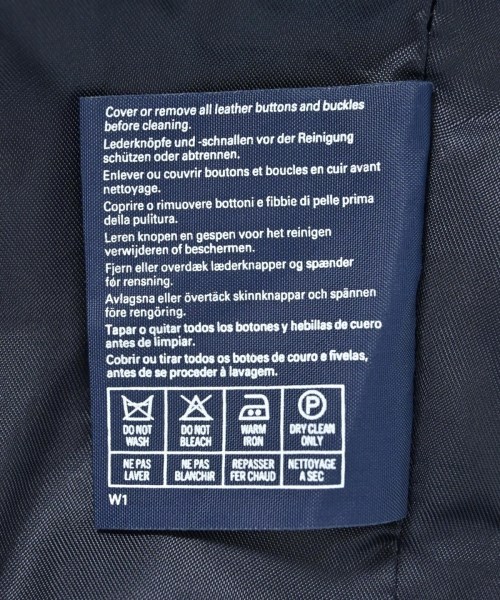 Cover or remove all leather buttons and buckles
before cleaning.
Lederknöpfe und -schnallen vor der Reinigung
schützen oder abtrennen.
Enlever ou couvrir boutons et boucles en cuir avant
nettoyage.
Coprire o rimuovere bottoni e fibbie di pelle prima
della pulitura.
Leren knopen en gespen voor het reinigen
verwijderen of beschermen.
Fjern eller overdæk læderknapper og spænder
før rensning.
Avlagsna eller övertäck skinnknappar och spännen
före rengöring.
Tapar o quitar todos los botones y hebillas de cuero
antes de limpiar.
Cobrir ou tirar todos os botoes de couro e fivelas,
antes de se proceder à lavagem.
P
DO NOT WASH
DO NOT BLEACH
WARM IRON
DRY CLEAN ONLY
NE PAS LAVER
NE PAS BLANCHIR
REPASSER FER CHAUD
NETTOYAGE A SEC
W1